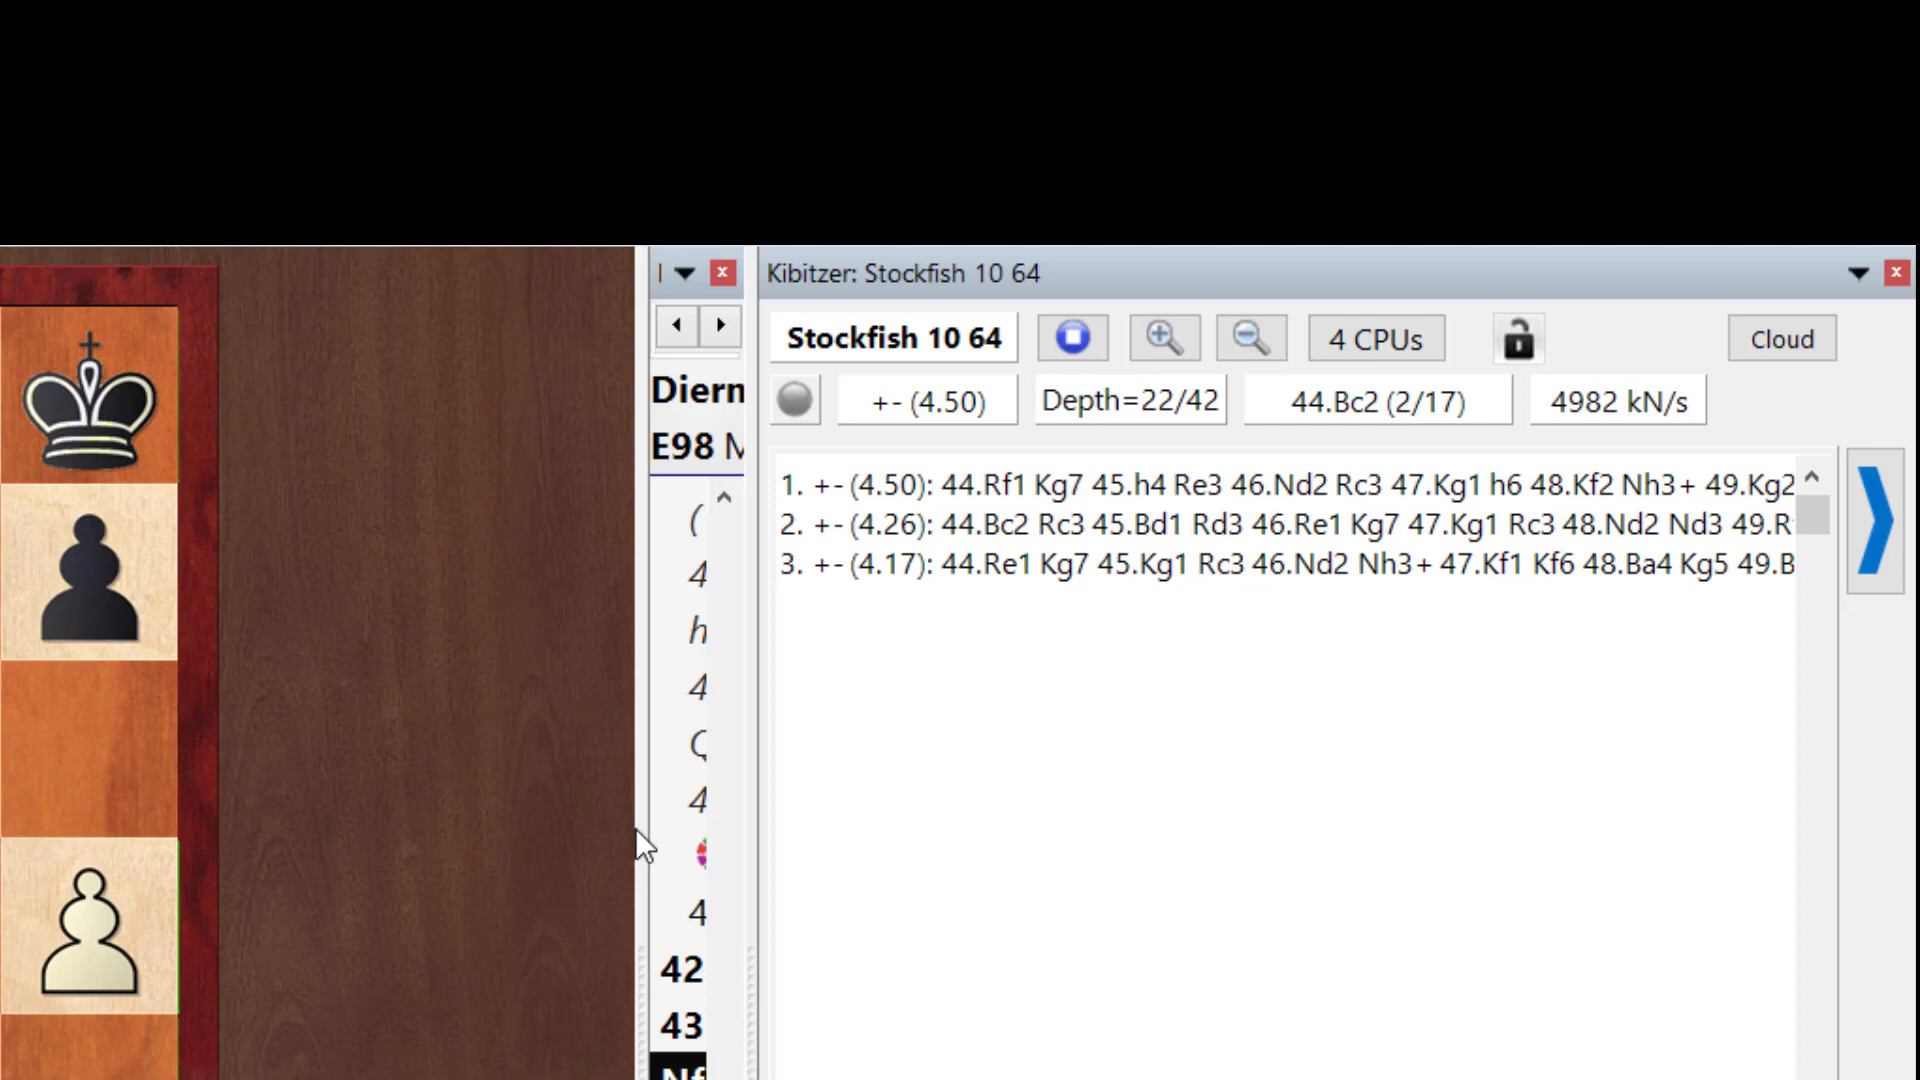 Kibitzer: Stockfish 10 64
Stockfish 10 64
4 CPUs
Cloud
+- (4.50)
Depth=22/42
44.Bc2 (2/17)
4982 kN/s
Diern
E98
(
4
h
4
Q
4
4
42
43
1. +- (4.50): 44.Rf1 Kg7 45.h4 Re3 46.Nd2 Rc3 47.Kg1 h6 48.Kf2 Nh3+ 49.Kg2
2. +- (4.26): 44.Bc2 Rc3 45.Bd1 Rd3 46.Re1 Kg7 47.Kg1 Rc3 48.Nd2 Nd3 49.R
3. +- (4.17): 44.Re1 Kg7 45.Kg1 Rc3 46.Nd2 Nh3+ 47.Kf1 Kf6 48.Ba4 Kg5 49.B